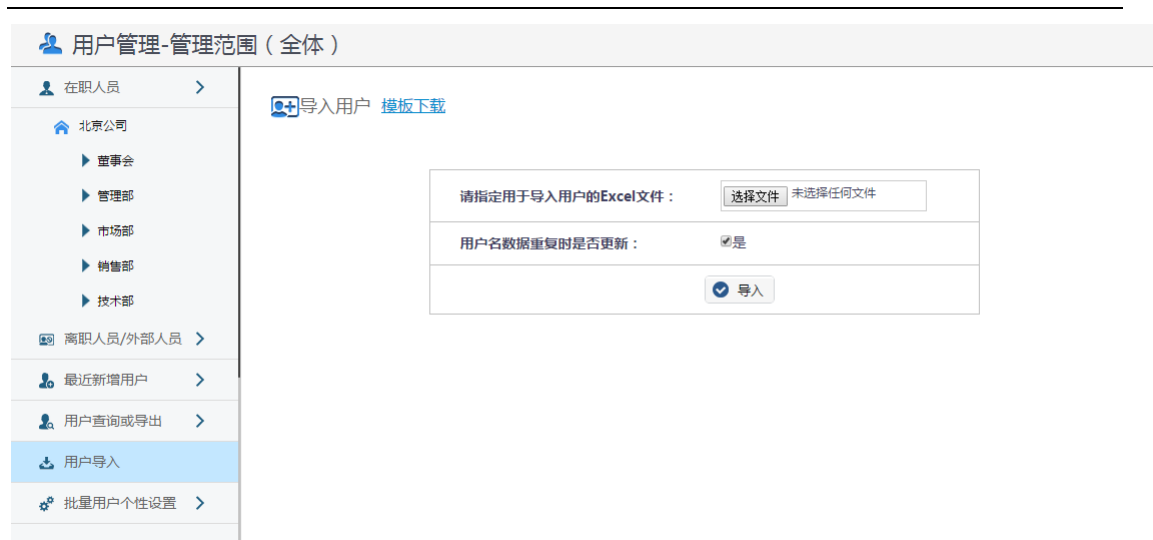 用户管理-管理范围（全体）
在职人员
北京公司
董事会
管理部
市场部
销售部
技术部
离职人员/外部人员
最近新增用户
用户查询或导出
用户导入
批量用户个性设置
导入用户 模板下载
请指定用于导入用户的Excel文件： 选择文件 未选择任何文件
用户名数据重复时是否更新： 是
导入